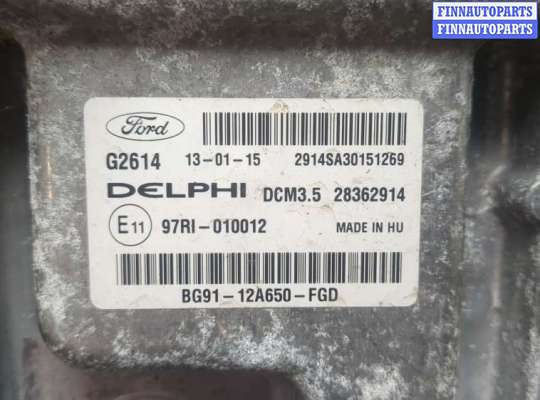 FINNAUTOPARTS
FINNAUTOPARTS
Ford
G2614 13-01-15 2914SA30151269
DELPHI DCM3.5 28362914
E11 97RI-010012 MADE IN HU
BG91-12A650-FGD